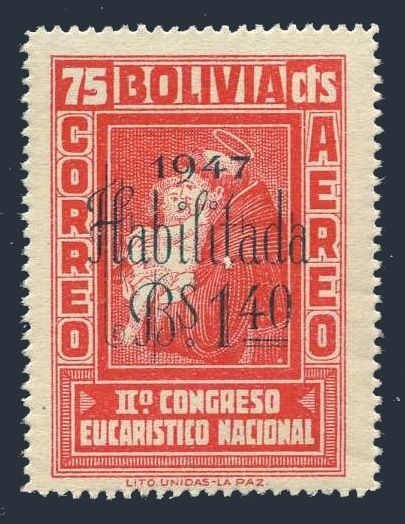 75 BOLIVIA cts
CORREO
AEREO
1947
Habilitada
Bs. 1 40
IIº CONGRESO
EUCARISTICO NACIONAL
LITO. UNIDAS-LA PAZ.